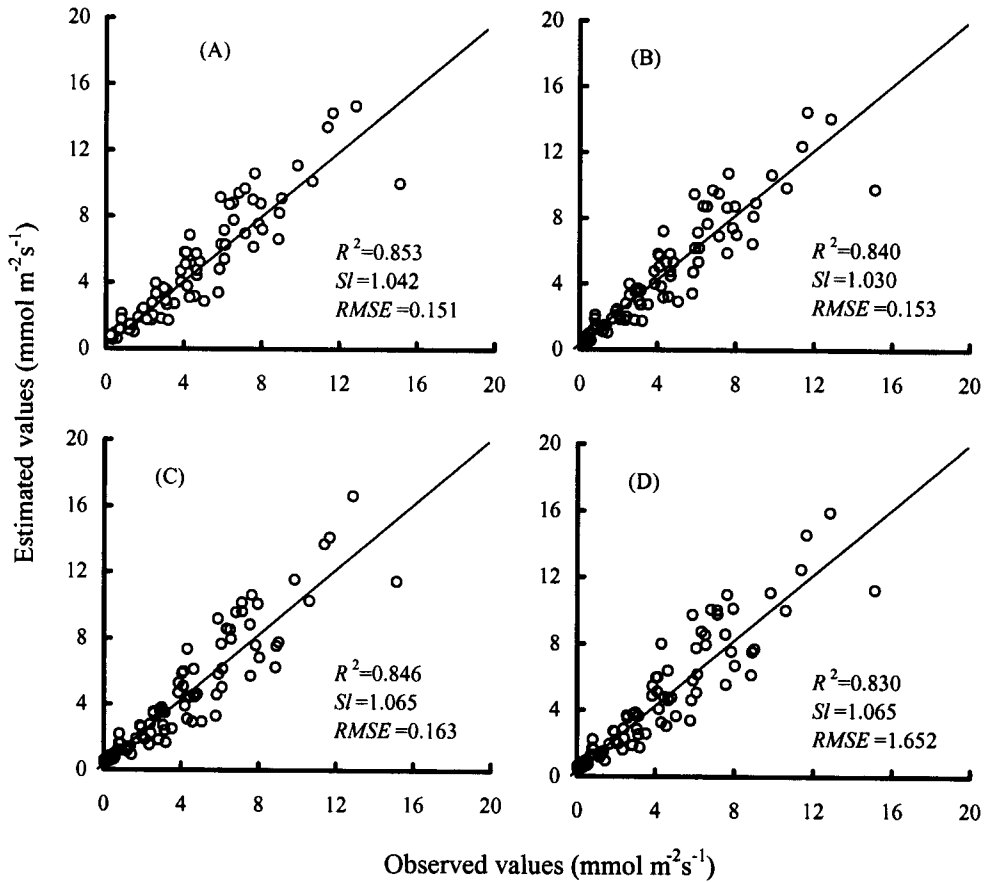 Estimated values (mmol m⁻²s⁻¹)
20
16
12
8
4
0
(A)
R²=0.853
Sl=1.042
RMSE=0.151
0 4 8 12 16 20
20
16
12
8
4
0
(B)
R²=0.840
Sl=1.030
RMSE=0.153
0 4 8 12 16 20
20
16
12
8
4
0
(C)
R²=0.846
Sl=1.065
RMSE=0.163
0 4 8 12 16 20
20
16
12
8
4
0
(D)
R²=0.830
Sl=1.065
RMSE=1.652
0 4 8 12 16 20
Observed values (mmol m⁻²s⁻¹)